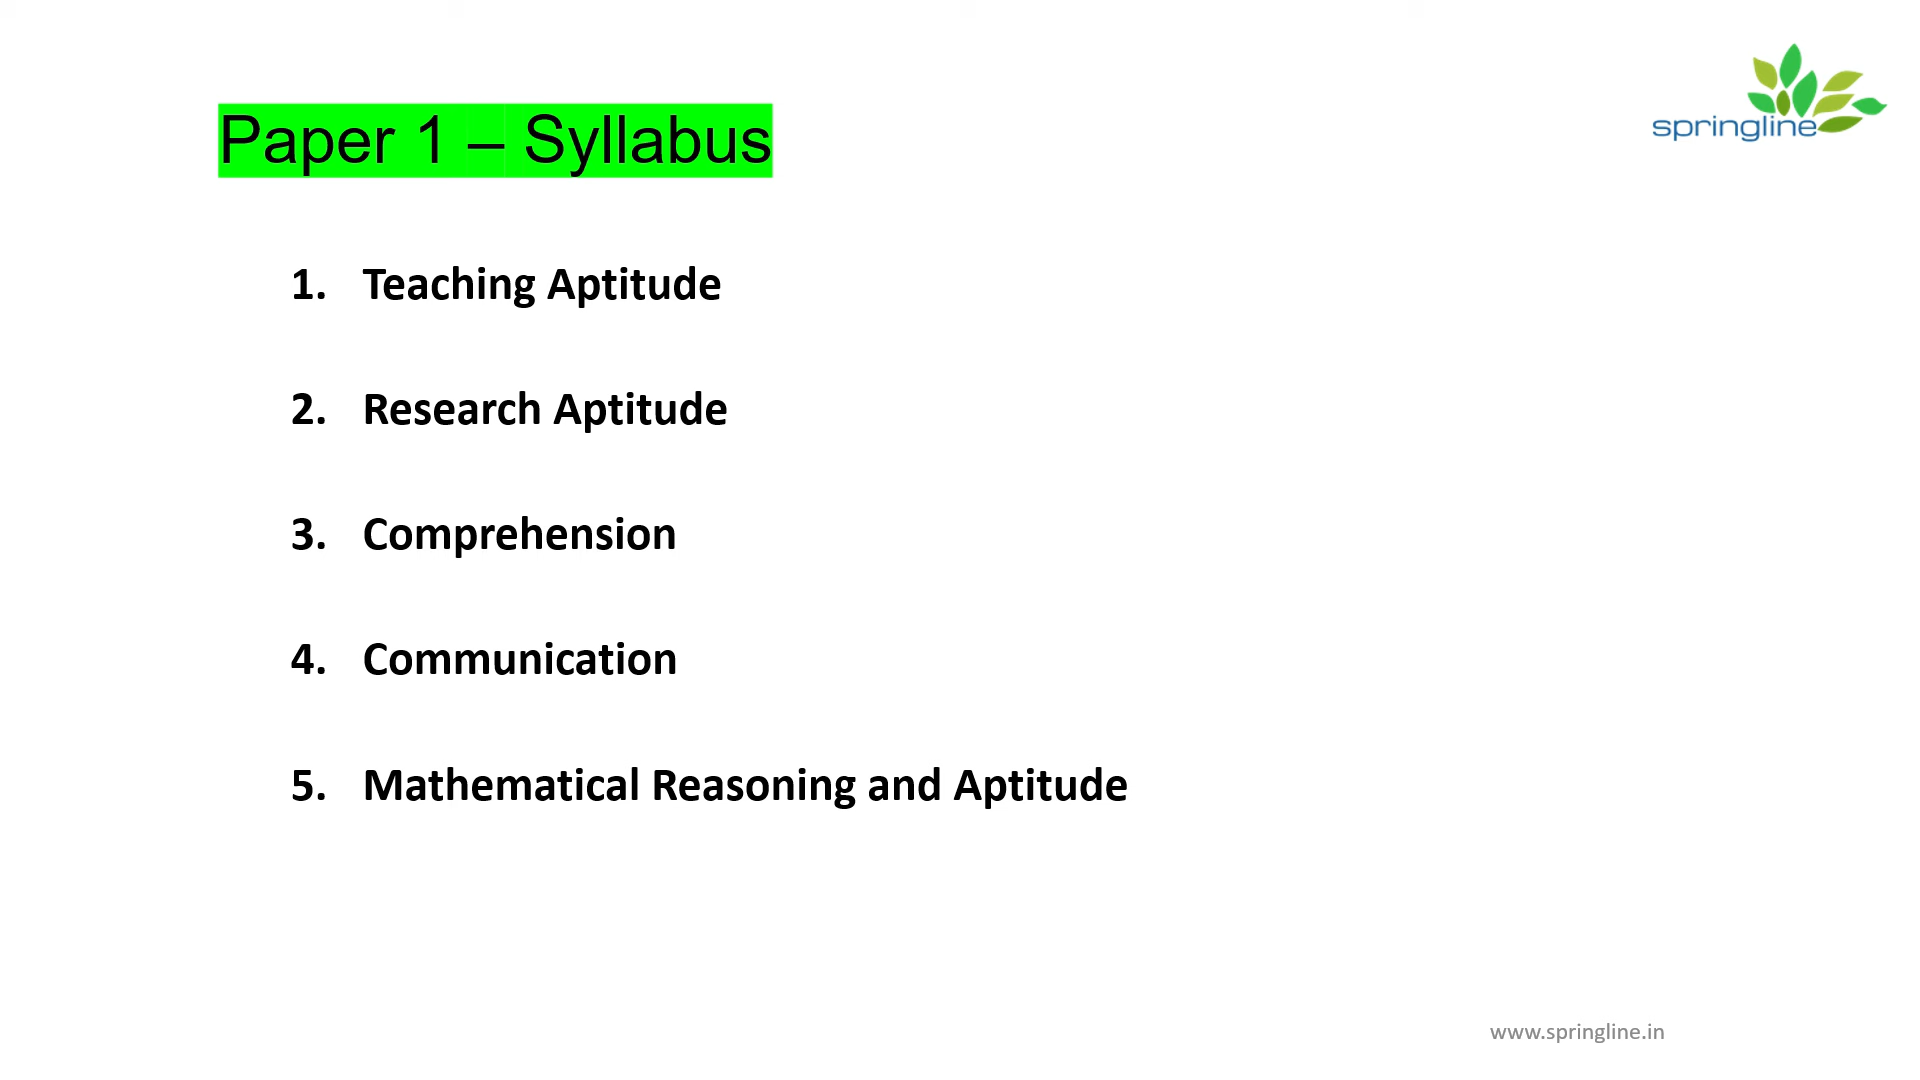 springline
Paper 1 – Syllabus
1. Teaching Aptitude
2. Research Aptitude
3. Comprehension
4. Communication
5. Mathematical Reasoning and Aptitude
www.springline.in